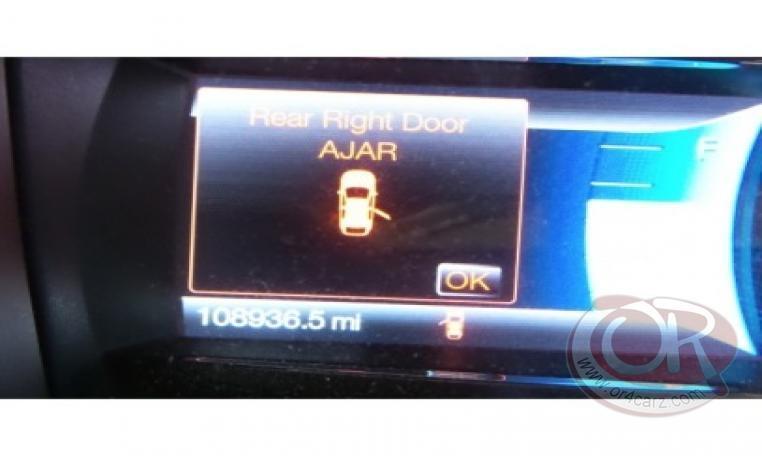 Rear Right Door
AJAR
F
OK
108936.5 mi
OR
www.or4carz.com